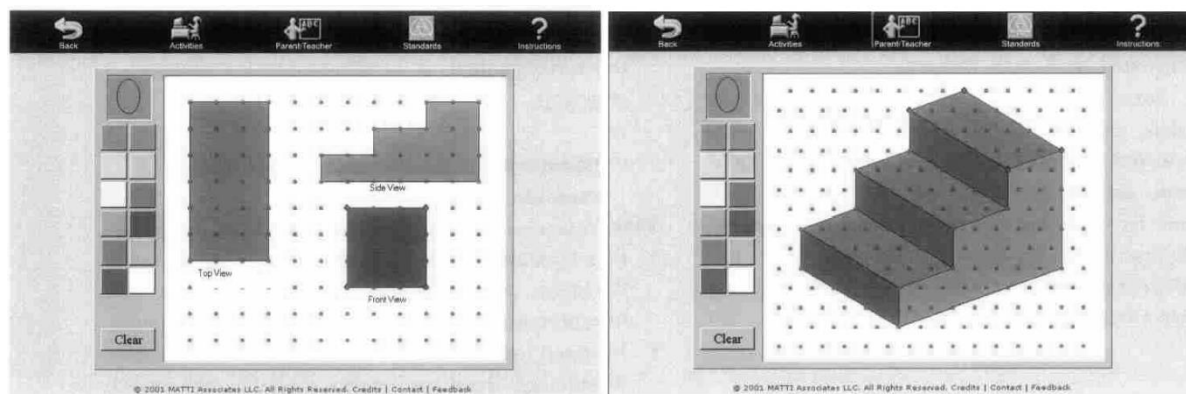 Back Activities Parent/Teacher ABC Standards ? Instructions
Side View
Top View
Front View
Clear
© 2001 MATTI Associates LLC. All Rights Reserved. Credits | Contact | Feedback
Back Activities Parent/Teacher ABC Standards ? Instructions
Clear
© 2001 MATTI Associates LLC. All Rights Reserved. Credits | Contact | Feedback